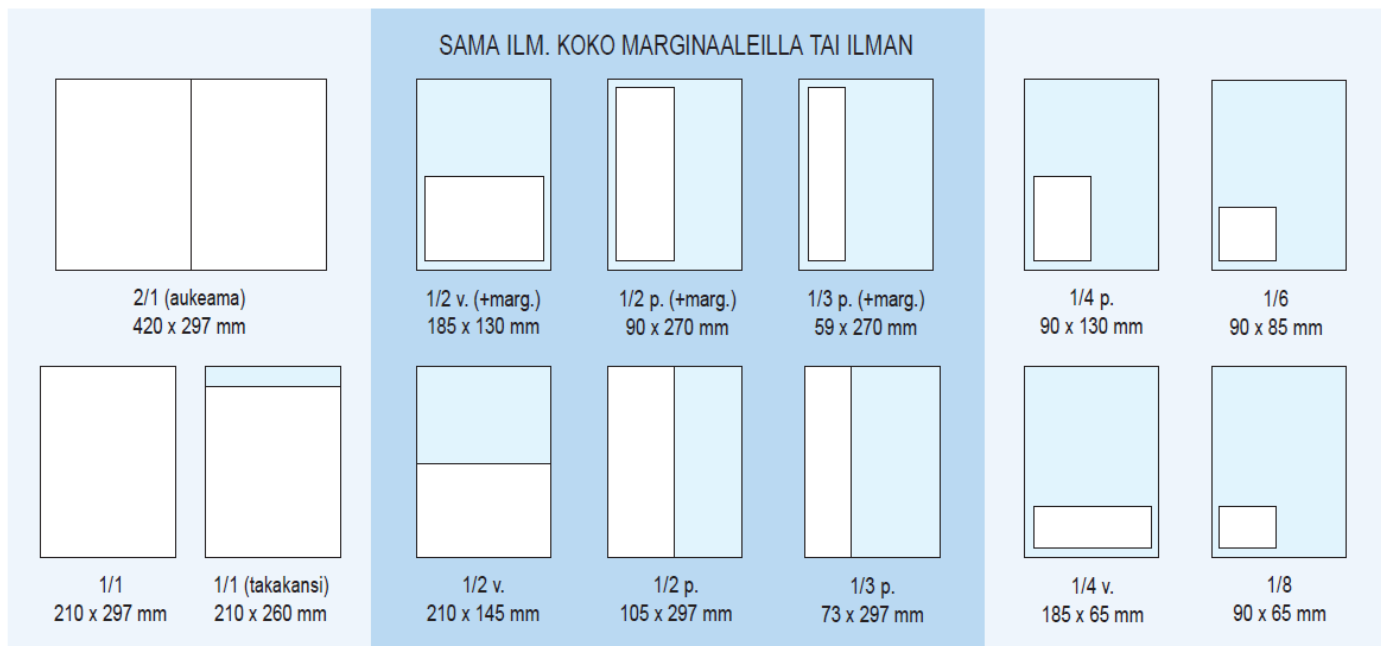 SAMA ILM. KOKO MARGINAALEILLA TAI ILMAN
2/1 (aukeama)
420 x 297 mm
1/2 v. (+marg.)
185 x 130 mm
1/2 p. (+marg.)
90 x 270 mm
1/3 p. (+marg.)
59 x 270 mm
1/4 p.
90 x 130 mm
1/6
90 x 85 mm
1/1
210 x 297 mm
1/1 (takakansi)
210 x 260 mm
1/2 v.
210 x 145 mm
1/2 p.
105 x 297 mm
1/3 p.
73 x 297 mm
1/4 v.
185 x 65 mm
1/8
90 x 65 mm